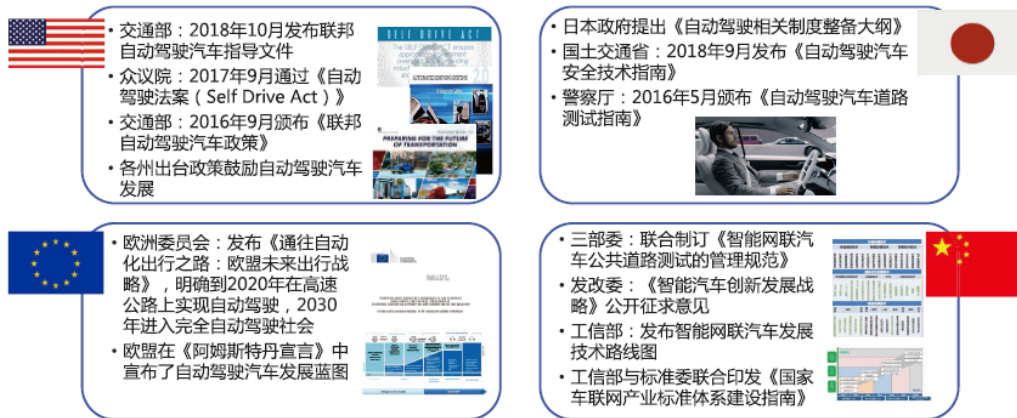 • 交通部：2018年10月发布联邦
自动驾驶汽车指导文件
• 众议院：2017年9月通过《自动
驾驶法案（Self Drive Act）》
• 交通部：2016年9月颁布《联邦
自动驾驶汽车政策》
• 各州出台政策鼓励自动驾驶汽车
发展
SELF DRIVE ACT
PREPARING FOR THE FUTURE
OF TRANSPORTATION
• 日本政府提出《自动驾驶相关制度整备大纲》
• 国土交通省：2018年9月发布《自动驾驶汽车
安全技术指南》
• 警察厅：2016年5月颁布《自动驾驶汽车道路
测试指南》
• 欧洲委员会：发布《通往自动
化出行之路：欧盟未来出行战
略》，明确到2020年在高速
公路上实现自动驾驶，2030
年进入完全自动驾驶社会
• 欧盟在《阿姆斯特丹宣言》中
宣布了自动驾驶汽车发展蓝图
• 三部委：联合制订《智能网联汽
车公共道路测试的管理规范》
• 发改委：《智能汽车创新发展战
略》公开征求意见
• 工信部：发布智能网联汽车发展
技术路线图
• 工信部与标准委联合印发《国家
车联网产业标准体系建设指南》